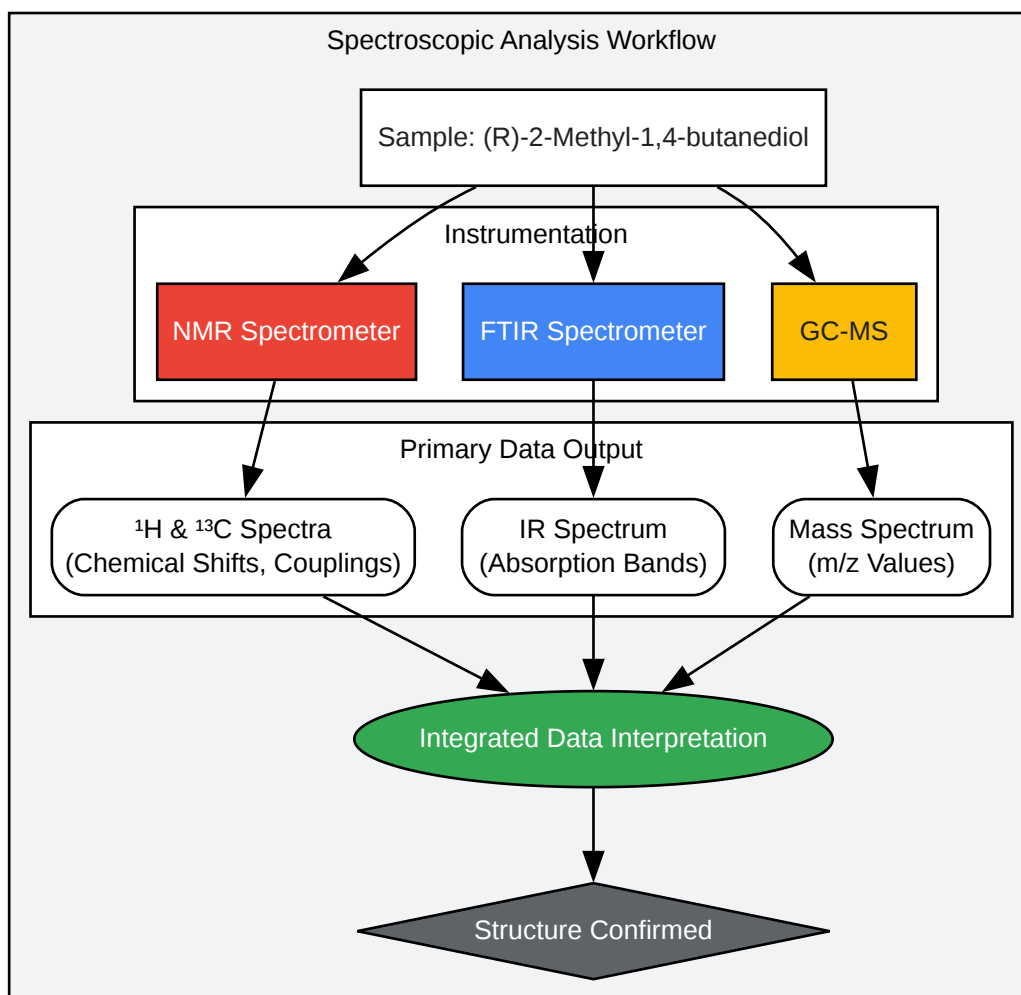 Spectroscopic Analysis Workflow
Sample: (R)-2-Methyl-1,4-butanediol
Instrumentation
NMR Spectrometer
FTIR Spectrometer
GC-MS
Primary Data Output
¹H & ¹³C Spectra
(Chemical Shifts, Couplings)
IR Spectrum
(Absorption Bands)
Mass Spectrum
(m/z Values)
Integrated Data Interpretation
Structure Confirmed